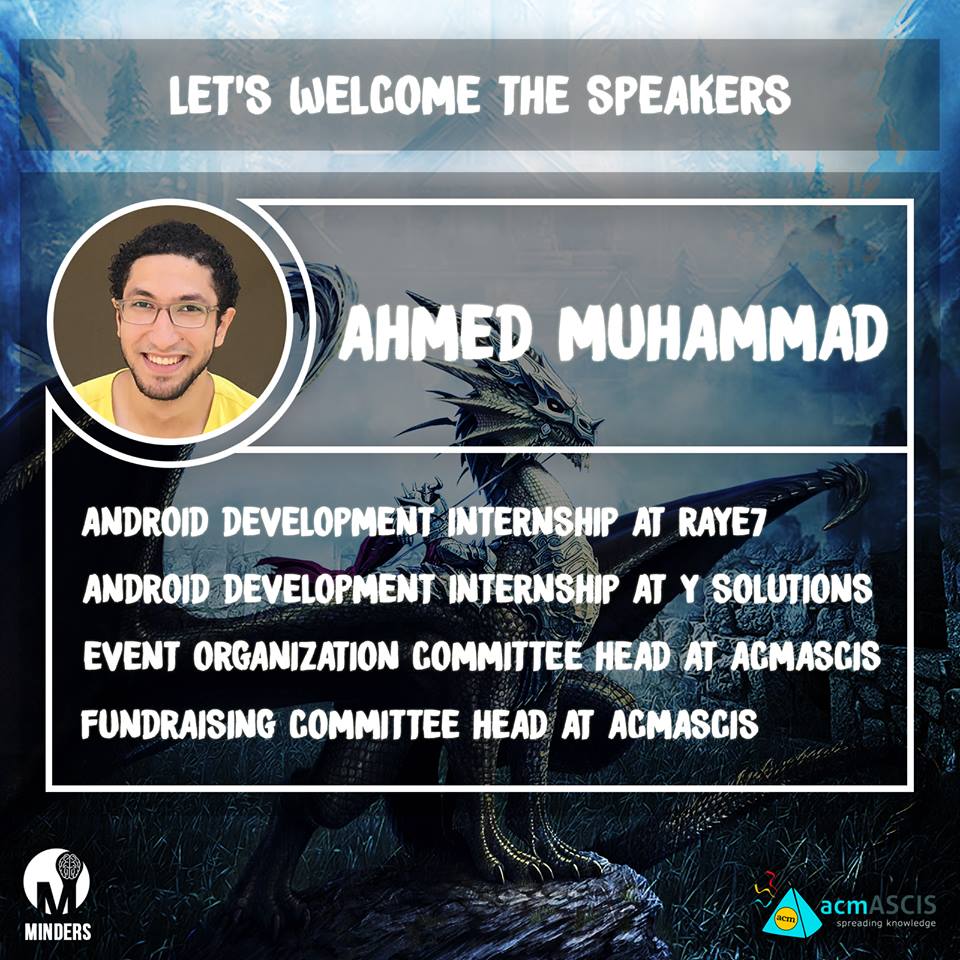 LET'S WELCOME THE SPEAKERS
AHMED MUHAMMAD
ANDROID DEVELOPMENT INTERNSHIP AT RAYE7
ANDROID DEVELOPMENT INTERNSHIP AT Y SOLUTIONS
EVENT ORGANIZATION COMMITTEE HEAD AT ACMASCIS
FUNDRAISING COMMITTEE HEAD AT ACMASCIS
M
MINDERS
acm
acmASCIS
spreading knowledge